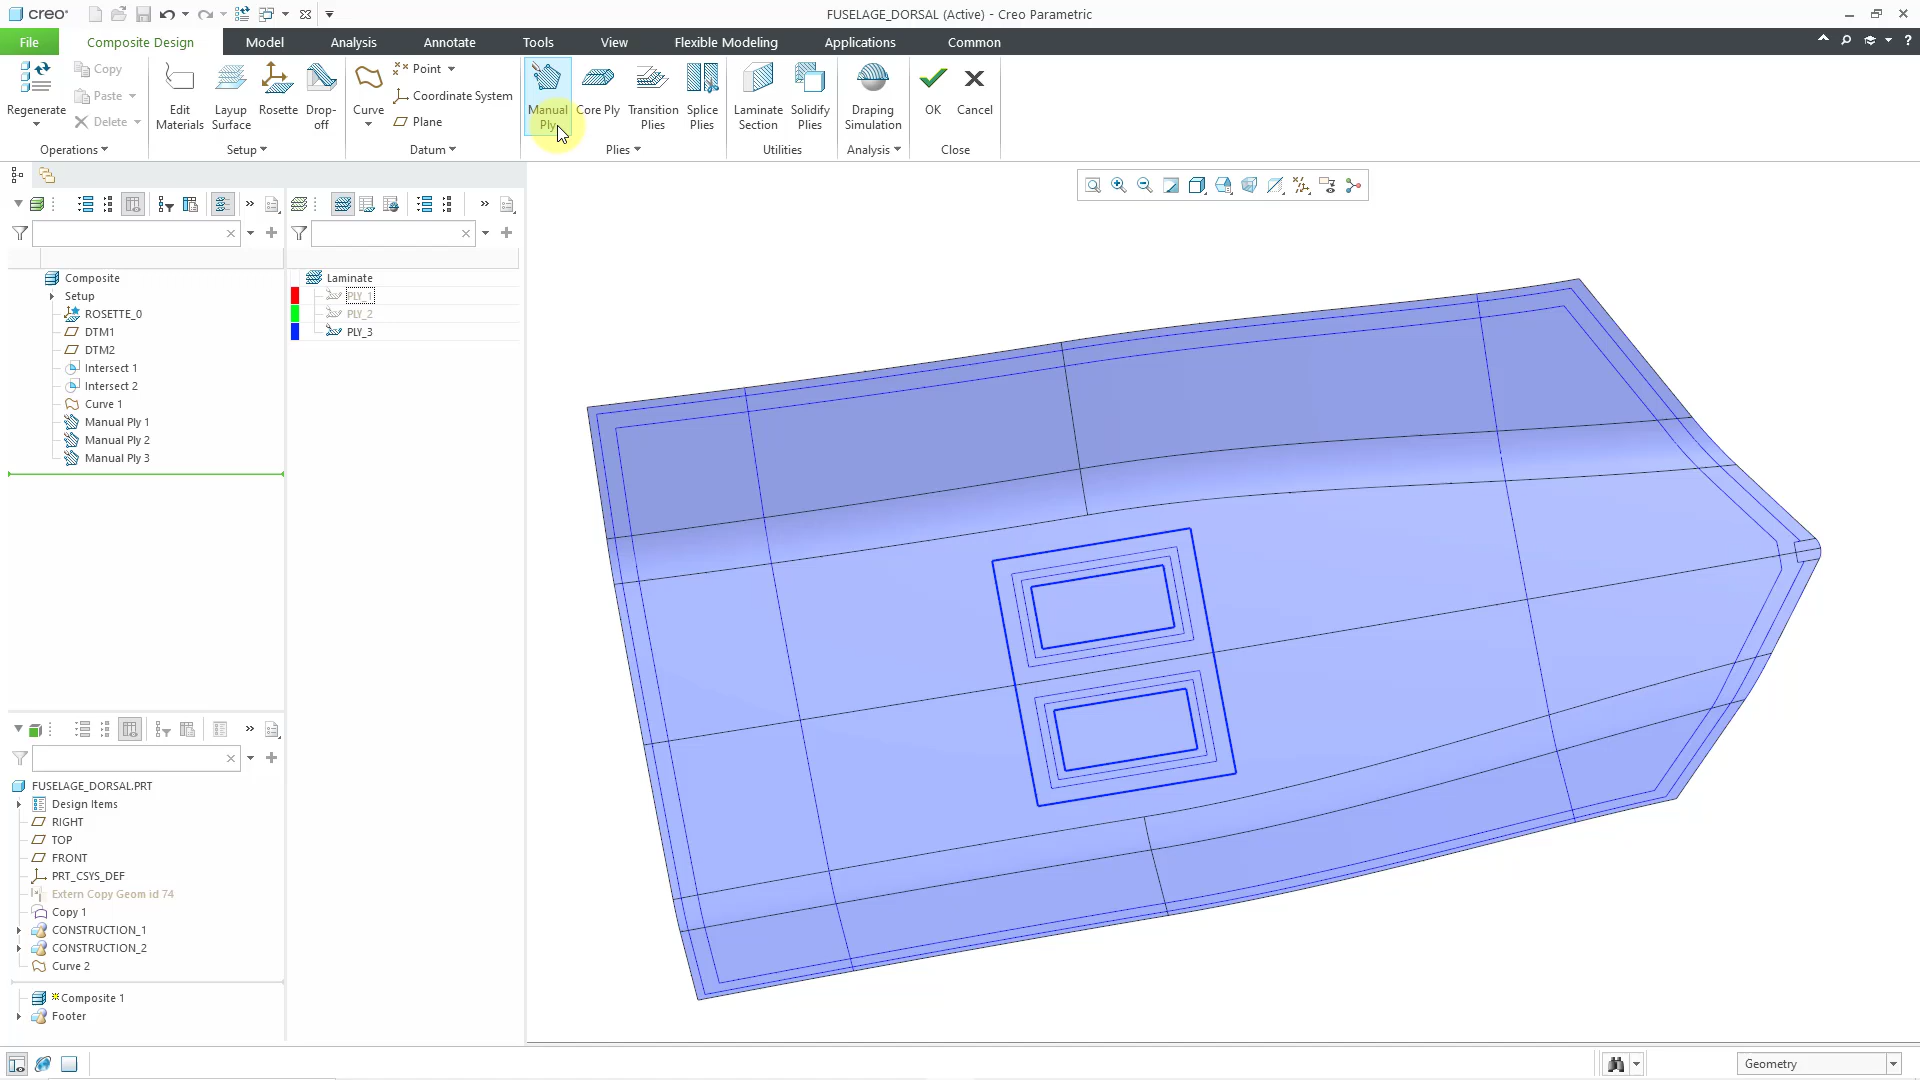 creo
FUSELAGE_DORSAL (Active) - Creo Parametric
File
Composite Design
Model
Analysis
Annotate
Tools
View
Flexible Modeling
Applications
Common
Regenerate
Copy
Paste
Delete
Operations
Edit Materials
Layup Surface
Rosette
Drop-off
Setup
Curve
Point
Coordinate System
Plane
Datum
Manual Ply
Core Ply
Transition Plies
Splice Plies
Plies
Laminate Section
Solidify Plies
Utilities
Draping Simulation
Analysis
OK
Cancel
Close
Composite
Setup
ROSETTE_0
DTM1
DTM2
Intersect 1
Intersect 2
Curve 1
Manual Ply 1
Manual Ply 2
Manual Ply 3
Laminate
PLY_1
PLY_2
PLY_3
FUSELAGE_DORSAL.PRT
Design Items
RIGHT
TOP
FRONT
PRT_CSYS_DEF
Extern Copy Geom id 74
Copy 1
CONSTRUCTION_1
CONSTRUCTION_2
Curve 2
Composite 1
Footer
Geometry